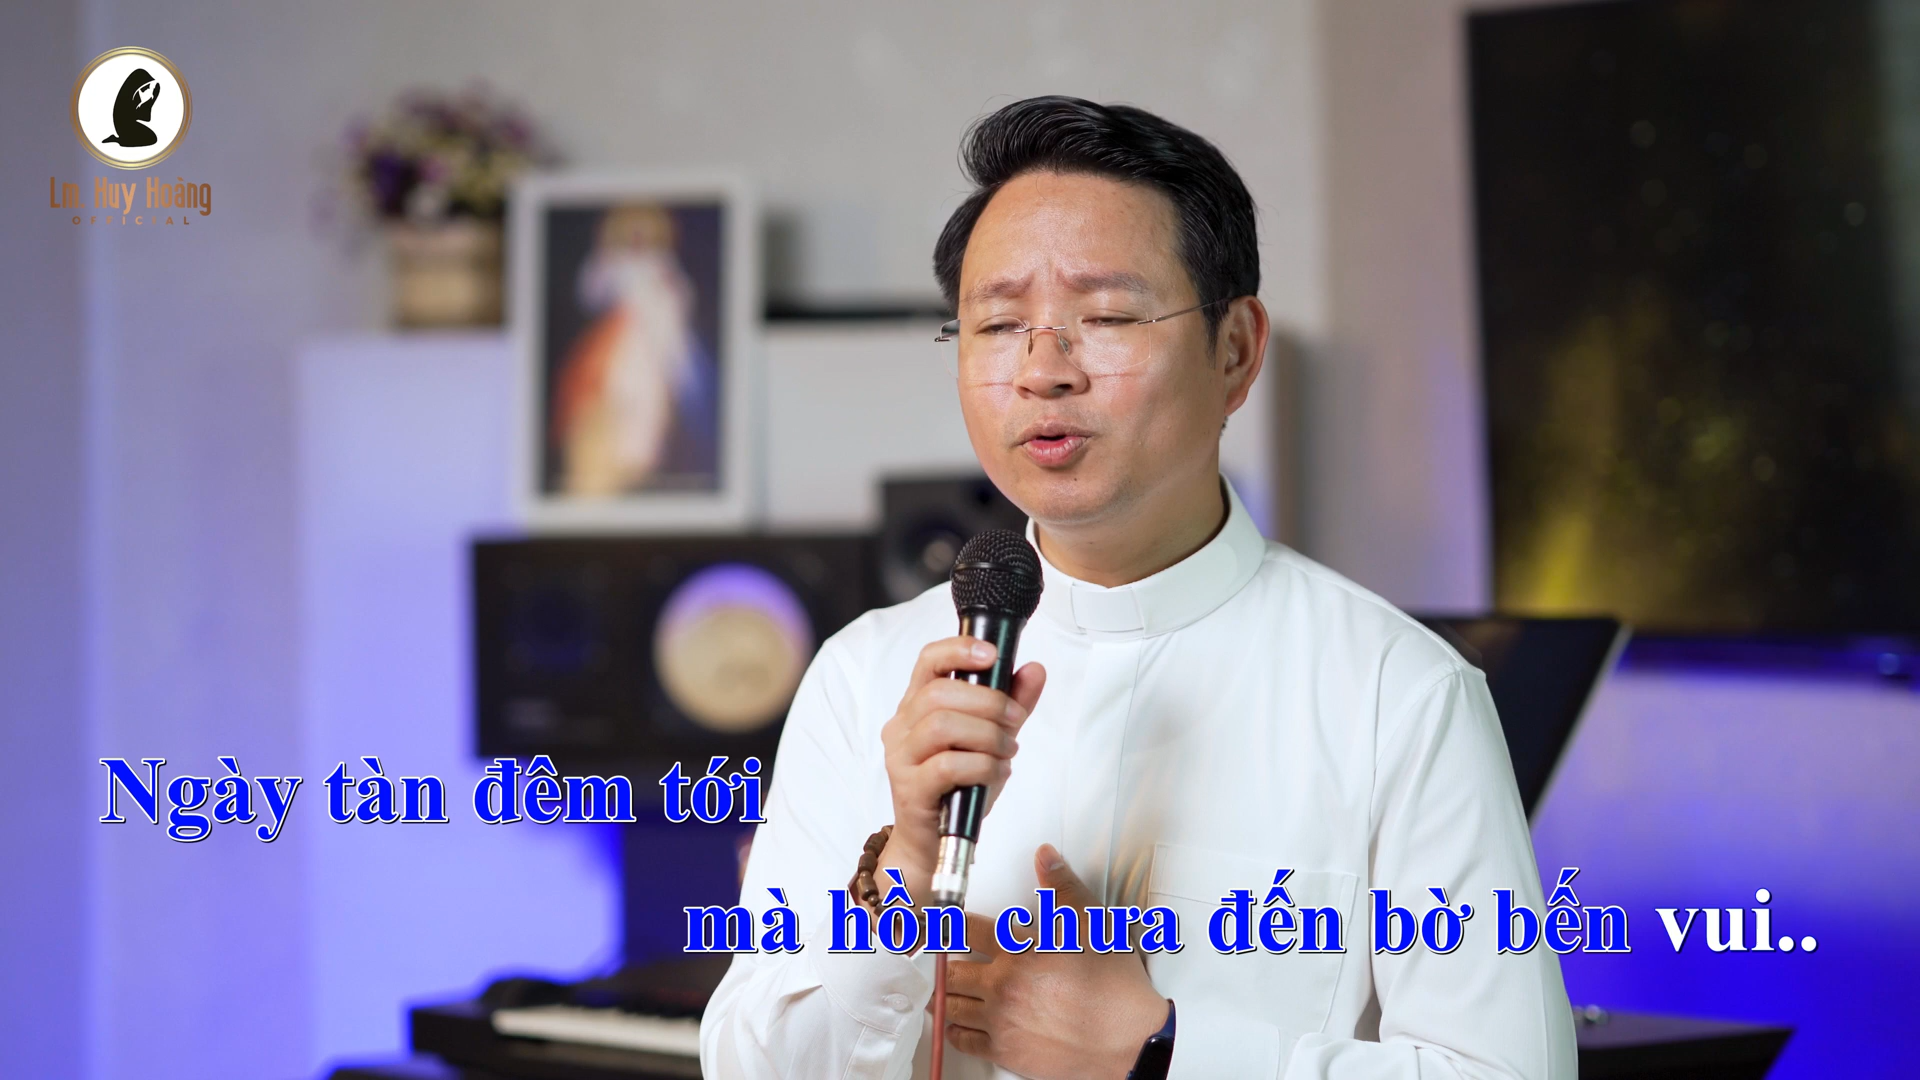 Lm. Huy Hoàng
OFFICIAL
Ngày tàn đêm tới
mà hồn chưa đến bờ bến vui..